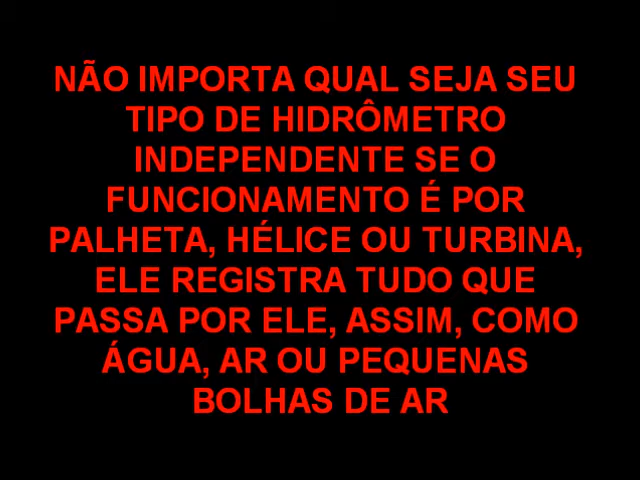 NÃO IMPORTA QUAL SEJA SEU
TIPO DE HIDRÔMETRO
INDEPENDENTE SE O
FUNCIONAMENTO É POR
PALHETA, HÉLICE OU TURBINA,
ELE REGISTRA TUDO QUE
PASSA POR ELE, ASSIM, COMO
ÁGUA, AR OU PEQUENAS
BOLHAS DE AR